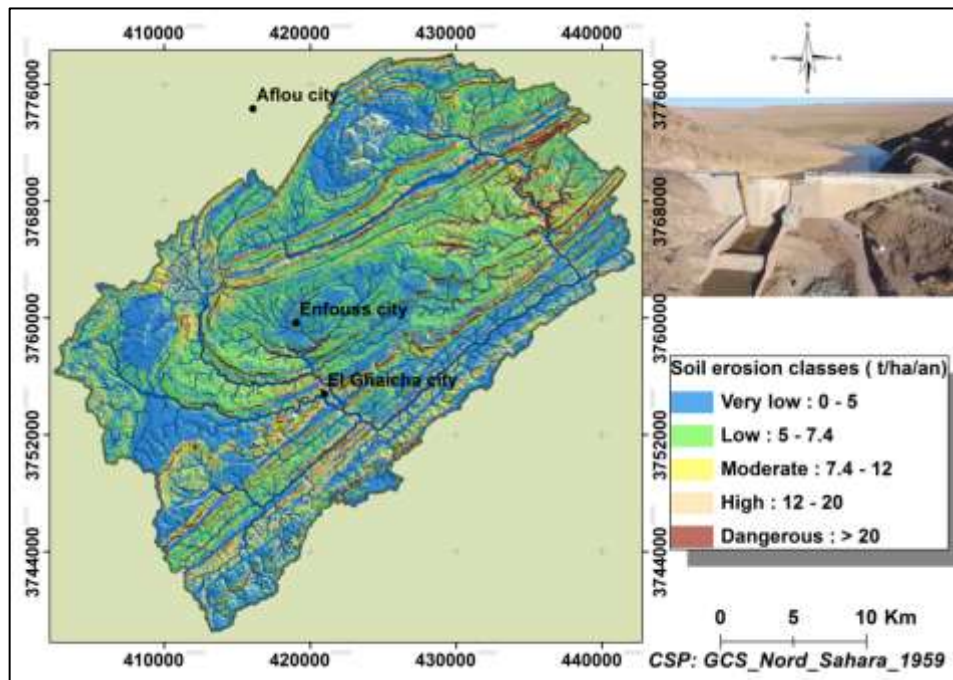 410000 420000 430000 440000
3776000
3768000
3760000
3752000
3744000
Aflou city
Enfouss city
El Ghaicha city
3776000
3768000
3760000
3752000
3744000
410000 420000 430000 440000
Soil erosion classes ( t/ha/an)
Very low : 0 - 5
Low : 5 - 7.4
Moderate : 7.4 - 12
High : 12 - 20
Dangerous : > 20
0 5 10 Km
CSP: GCS_Nord_Sahara_1959